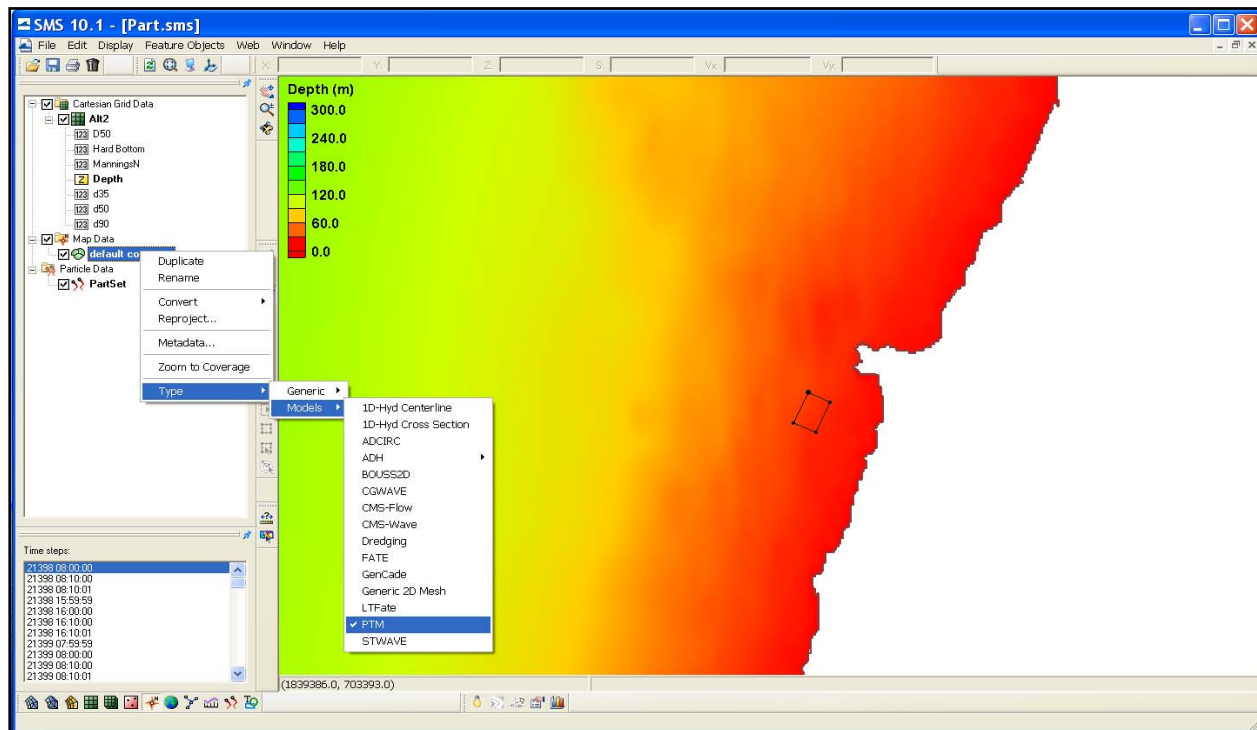 SMS 10.1 - [Part.sms]
File Edit Display Feature Objects Web Window Help
X: Y: Z: S: Vx: Vy:
Cartesian Grid Data
Alt2
123 D50
123 Hard Bottom
123 ManningsN
Z Depth
123 d35
123 d50
123 d90
Map Data
default co
Particle Data
PartSet
Duplicate
Rename
Convert
Reproject...
Metadata...
Zoom to Coverage
Type
Generic
Models
1D-Hyd Centerline
1D-Hyd Cross Section
ADCIRC
ADH
BOUSS2D
CGWAVE
CMS-Flow
CMS-Wave
Dredging
FATE
GenCade
Generic 2D Mesh
LTFate
PTM
STWAVE
Depth (m)
300.0
240.0
180.0
120.0
60.0
0.0
Time steps:
21398 08:00:00
21398 08:10:00
21398 08:10:01
21398 15:59:59
21398 16:00:00
21398 16:10:00
21398 16:10:01
21399 07:59:59
21399 08:00:00
21399 08:10:00
21399 08:10:01
(1839386.0, 703393.0)